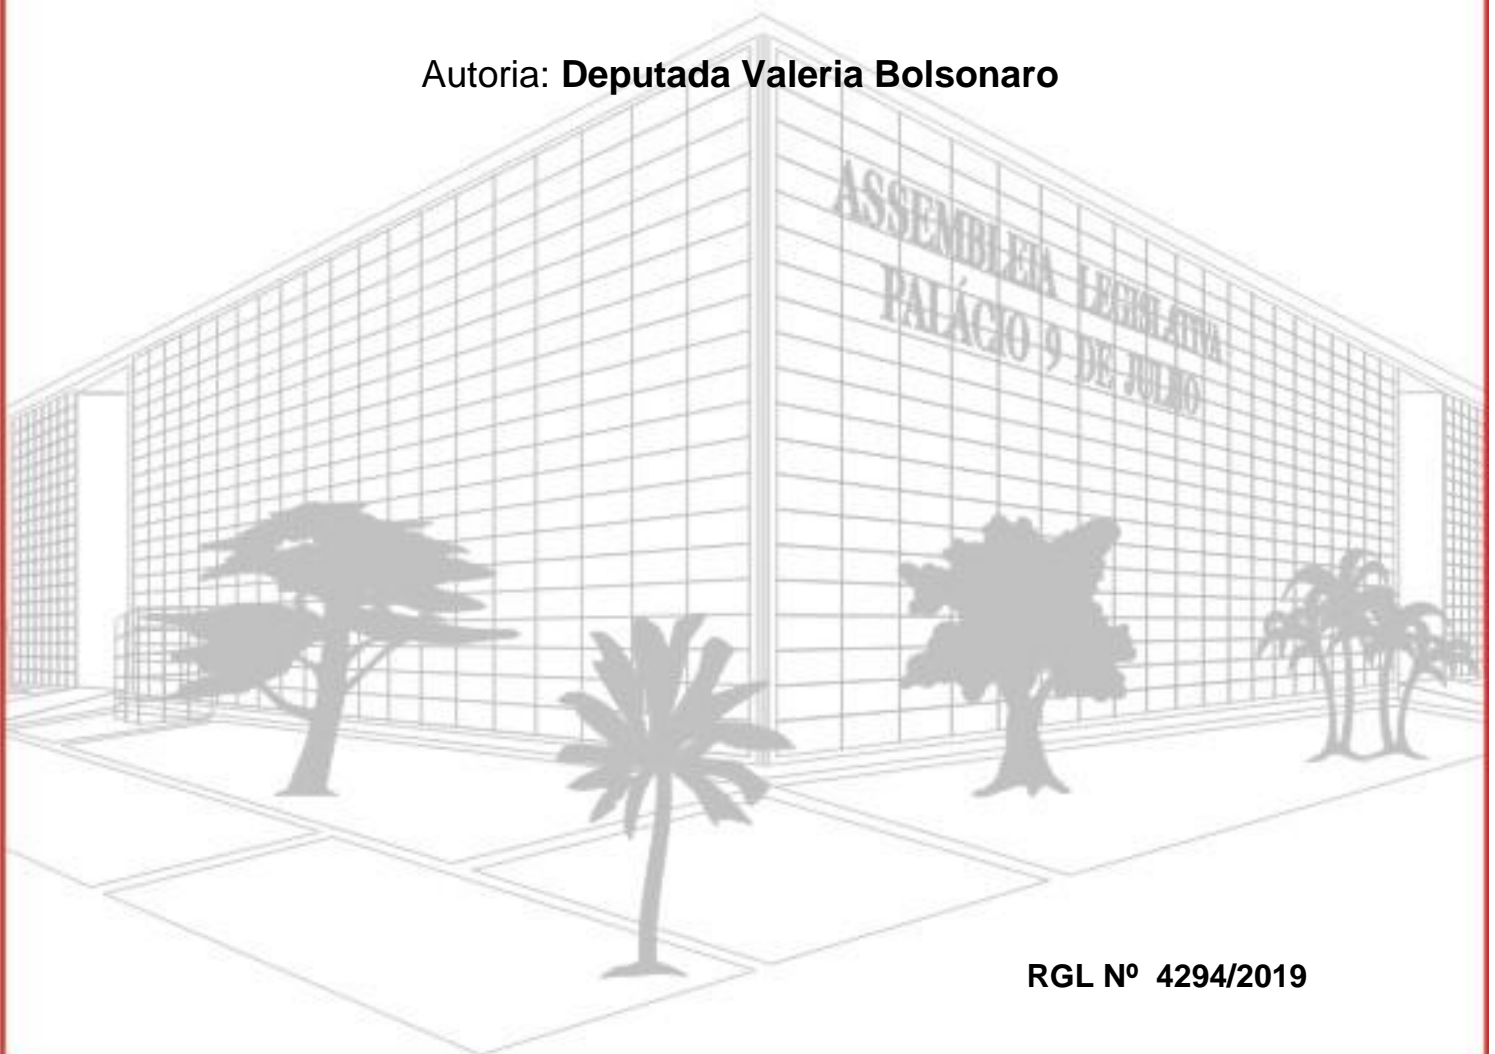 Autoria: Deputada Valeria Bolsonaro
ASSEMBLEIA LEGISLATIVA
PALÁCIO 9 DE JULHO
RGL Nº 4294/2019